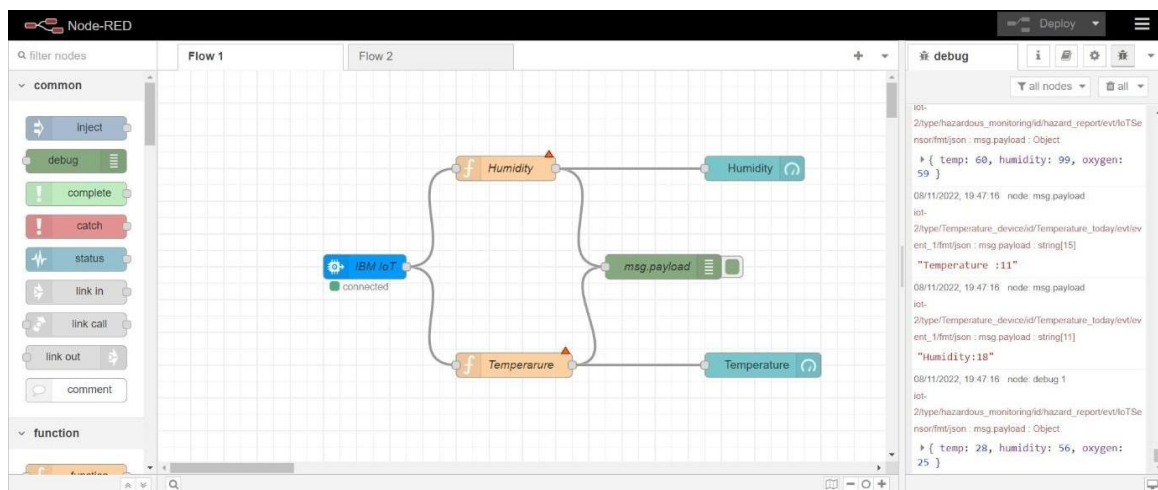 Node-RED
Deploy
filter nodes
Flow 1
Flow 2
debug
i
all nodes
all
common
inject
debug
complete
catch
status
link in
link call
link out
comment
function
Humidity
Humidity
IBM IoT
connected
msg.payload
Temperarure
Temperature
iot-
2/type/hazardous_monitoring/id/hazard_report/evt/IoTSe
nsor/fmt/json : msg.payload : Object
{ temp: 60, humidity: 99, oxygen:
59 }
08/11/2022, 19:47:16 node: msg.payload
iot-
2/type/Temperature_device/id/Temperature_today/evt/ev
ent_1/fmt/json : msg.payload : string[15]
"Temperature :11"
08/11/2022, 19:47:16 node: msg.payload
iot-
2/type/Temperature_device/id/Temperature_today/evt/ev
ent_1/fmt/json : msg.payload : string[11]
"Humidity:18"
08/11/2022, 19:47:16 node: debug 1
iot-
2/type/hazardous_monitoring/id/hazard_report/evt/IoTSe
nsor/fmt/json : msg.payload : Object
{ temp: 28, humidity: 56, oxygen:
25 }